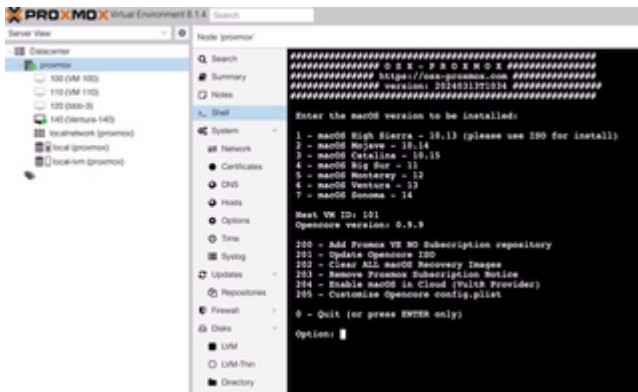 PROXMOX Virtual Environment 8.1.4 Search
Server View
Datacenter
proxmox
100 (VM 100)
110 (VM 110)
120 (bbb-3)
140 (Ventura-140)
localnetwork (proxmox)
local (proxmox)
local-lvm (proxmox)
Node 'proxmox'
Search
Summary
Notes
>_ Shell
System
Network
Certificates
DNS
Hosts
Options
Time
Syslog
Updates
Repositories
Firewall
Disks
LVM
LVM-Thin
Directory
################ O S X - P R O X M O X ################
################ https://osx-proxmox.com ################
Enter the macOS version to be installed:
1 - macOS High Sierra - 10.13 (please use ISO for install)
2 - macOS Mojave - 10.14
3 - macOS Catalina - 10.15
4 - macOS Big Sur - 11
5 - macOS Monterey - 12
6 - macOS Ventura - 13
7 - macOS Sonoma - 14
Next VM ID: 101
Opencore version: 0.9.9
200 - Add Promox VE NO Subscription repository
201 - Update Opencore ISO
202 - Clear ALL macOS Recovery Images
203 - Remove Proxmox Subscription Notice
204 - Enable macOS in Cloud (VultR Provider)
205 - Customize Opencore config.plist
0 - Quit (or press ENTER only)
Option: